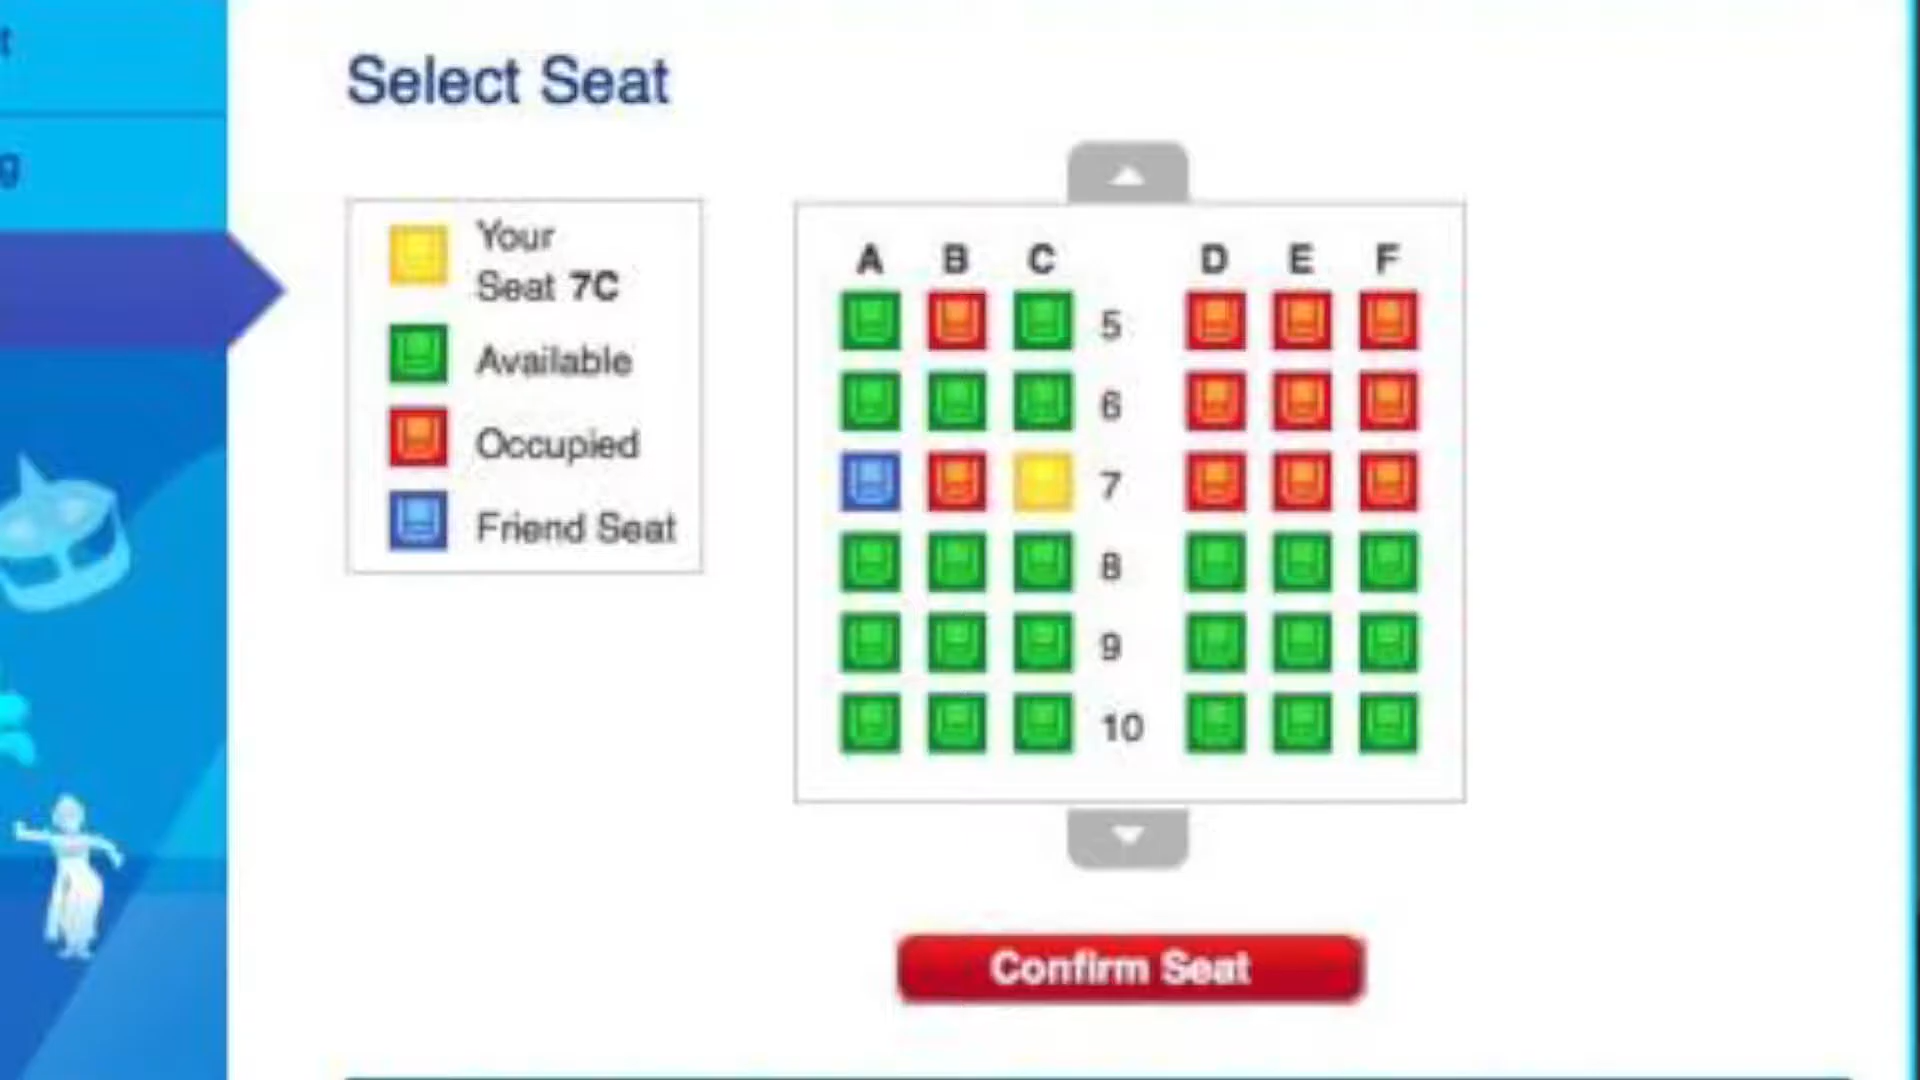 t
g
Select Seat
Your
Seat 7C
Available
Occupied
Friend Seat
A B C D E F
5
6
7
8
9
10
Confirm Seat